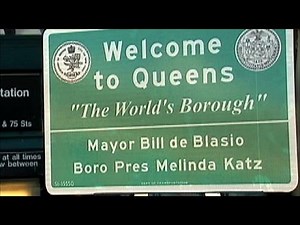 Welcome
to Queens
"The World's Borough"
Mayor Bill de Blasio
Boro Pres Melinda Katz
tation
& 75 Sts
at all times
w between